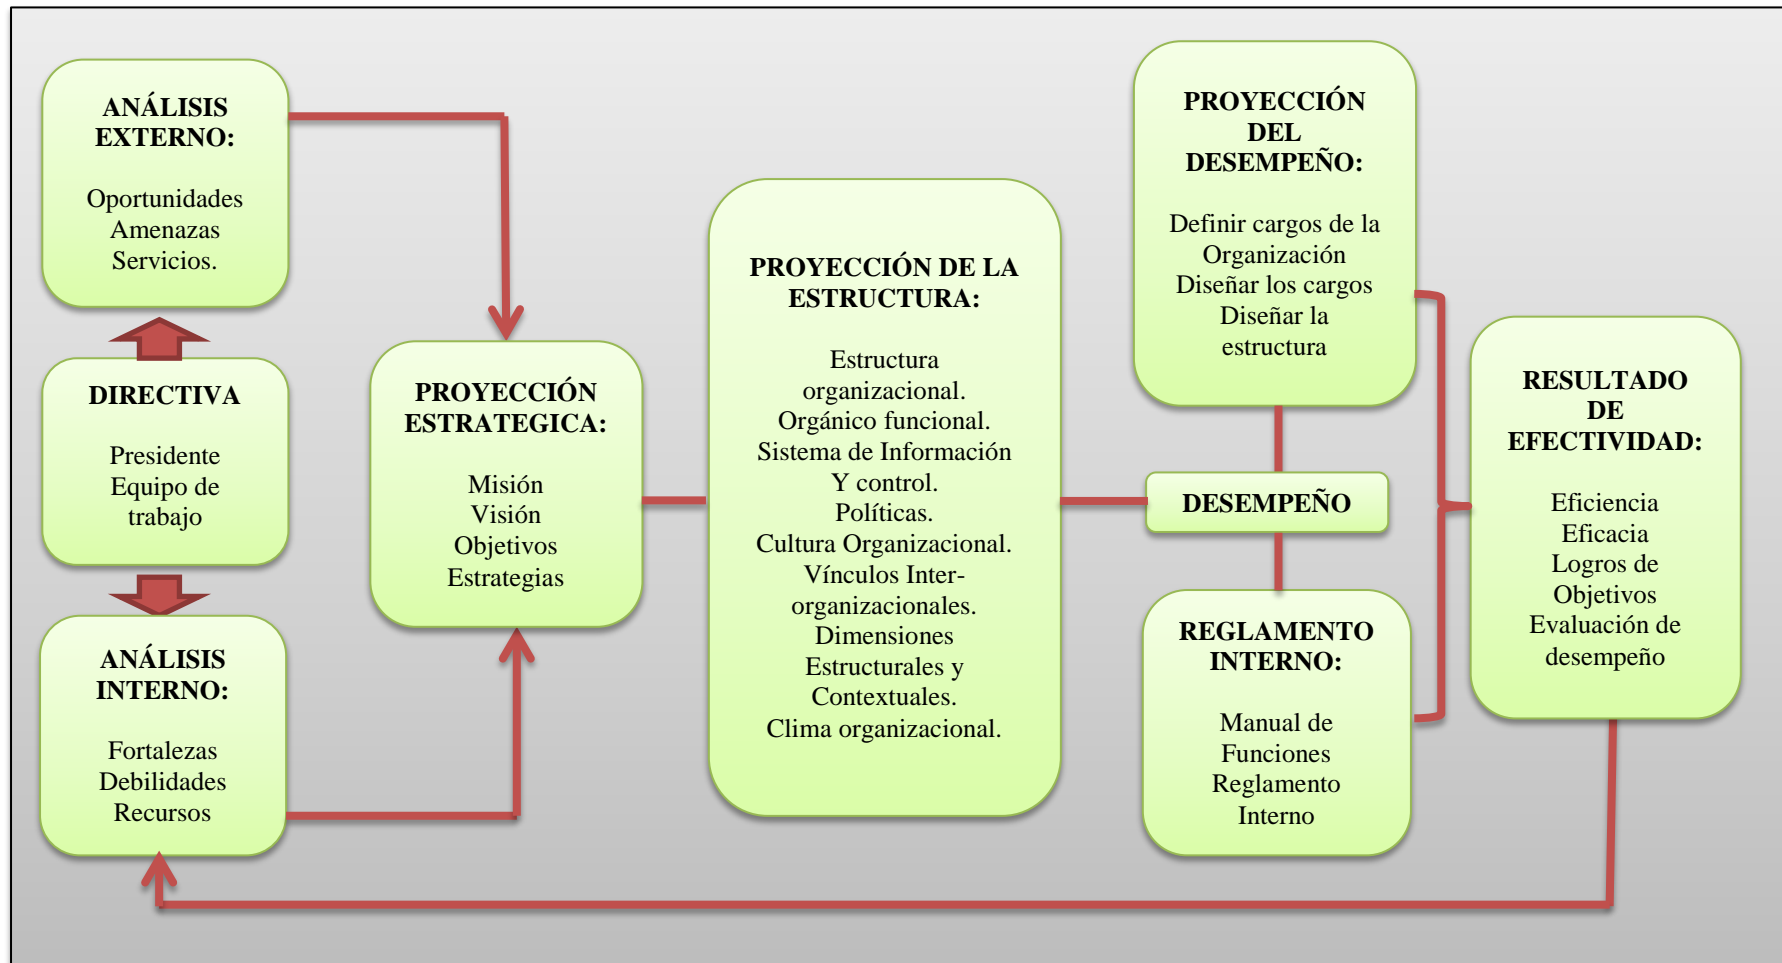 ANÁLISIS
EXTERNO:
Oportunidades
Amenazas
Servicios.
DIRECTIVA
Presidente
Equipo de
trabajo
ANÁLISIS
INTERNO:
Fortalezas
Debilidades
Recursos
PROYECCIÓN
ESTRATEGICA:
Misión
Visión
Objetivos
Estrategias
PROYECCIÓN DE LA
ESTRUCTURA:
Estructura
organizacional.
Orgánico funcional.
Sistema de Información
Y control.
Políticas.
Cultura Organizacional.
Vínculos Inter-
organizacionales.
Dimensiones
Estructurales y
Contextuales.
Clima organizacional.
PROYECCIÓN
DEL
DESEMPEÑO:
Definir cargos de la
Organización
Diseñar los cargos
Diseñar la
estructura
DESEMPEÑO
REGLAMENTO
INTERNO:
Manual de
Funciones
Reglamento
Interno
RESULTADO
DE
EFECTIVIDAD:
Eficiencia
Eficacia
Logros de
Objetivos
Evaluación de
desempeño